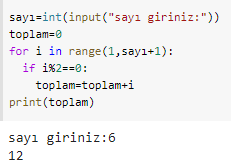 sayı=int(input("sayı giriniz:"))
toplam=0
for i in range(1,sayı+1):
  if i%2==0:
    toplam=toplam+i
print(toplam)
sayı giriniz:6
12